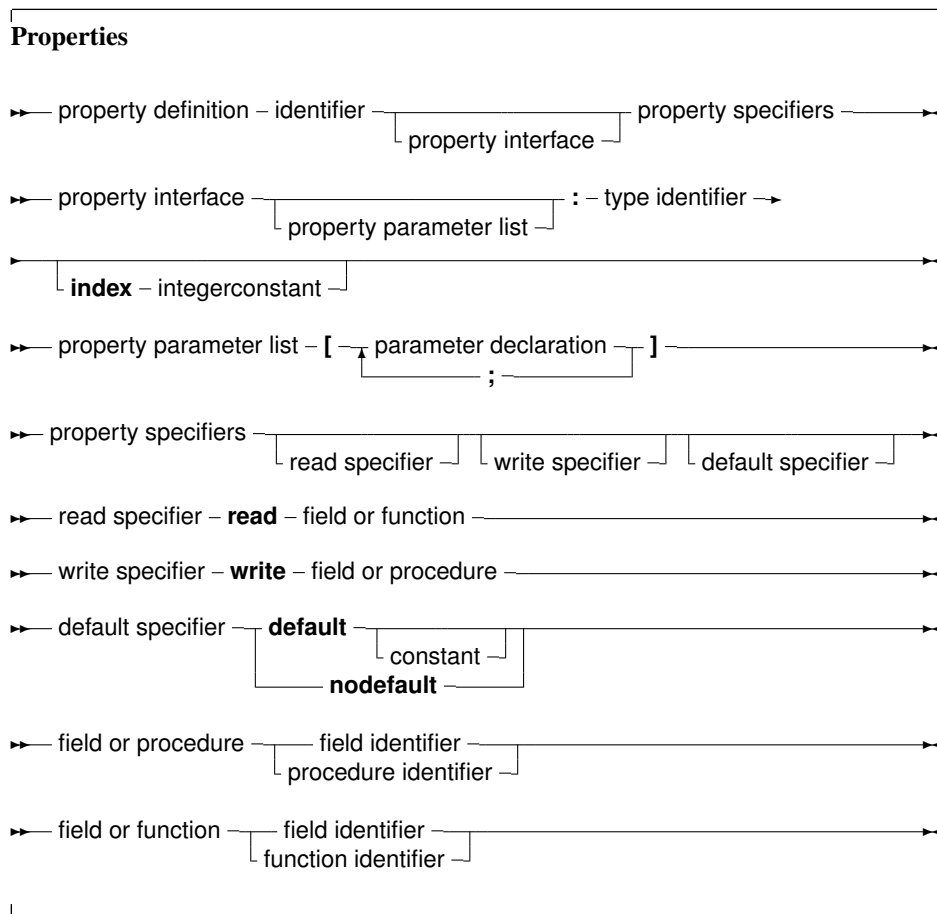 Properties
property definition – identifier property specifiers
property interface
property interface : – type identifier
property parameter list
index – integerconstant
property parameter list – [ parameter declaration ]
;
property specifiers
read specifier write specifier default specifier
read specifier – read – field or function
write specifier – write – field or procedure
default specifier default
constant
nodefault
field or procedure field identifier
procedure identifier
field or function field identifier
function identifier